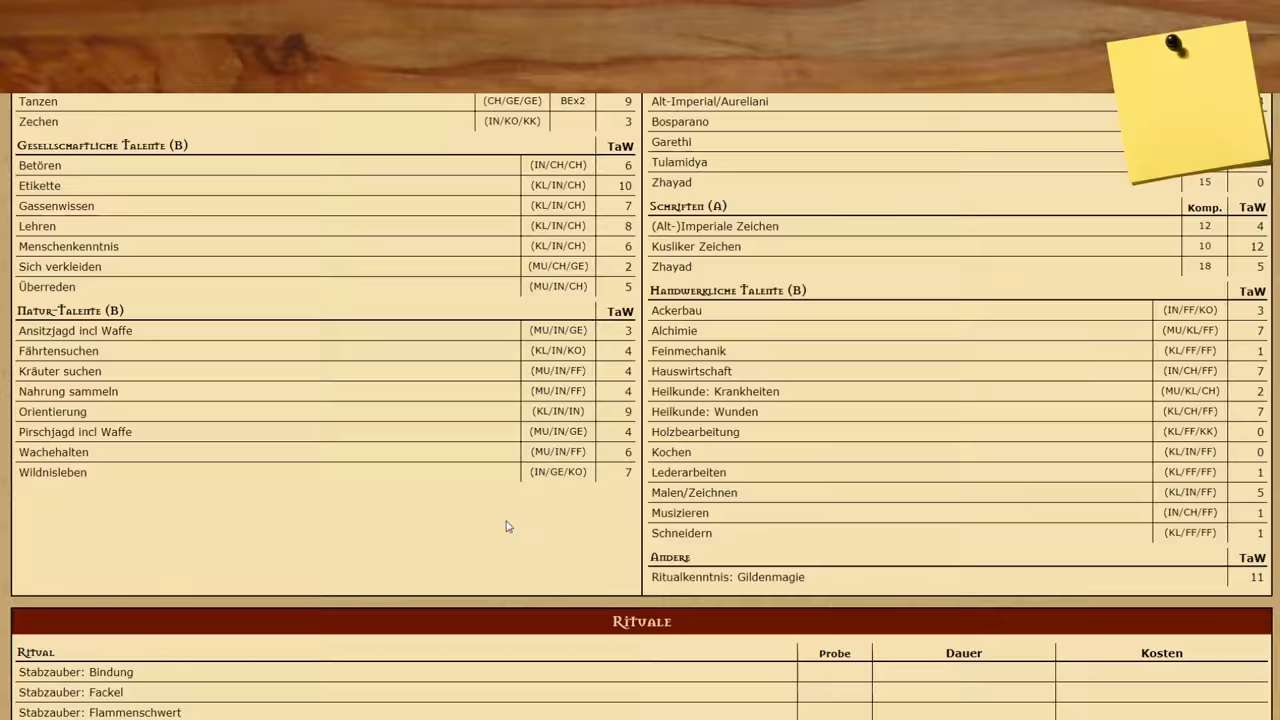 Tanzen (CH/GE/GE) BEx2 9
Zechen (IN/KO/KK) 3
Gesellschaftliche Talente (B) TaW
Betören (IN/CH/CH) 6
Etikette (KL/IN/CH) 10
Gassenwissen (KL/IN/CH) 7
Lehren (KL/IN/CH) 8
Menschenkenntnis (KL/IN/CH) 6
Sich verkleiden (MU/CH/GE) 2
Überreden (MU/IN/CH) 5
Natur-Talente (B) TaW
Ansitzjagd incl Waffe (MU/IN/GE) 3
Fährtensuchen (KL/IN/KO) 4
Kräuter suchen (MU/IN/FF) 4
Nahrung sammeln (MU/IN/FF) 4
Orientierung (KL/IN/IN) 9
Pirschjagd incl Waffe (MU/IN/GE) 4
Wachehalten (MU/IN/FF) 6
Wildnisleben (IN/GE/KO) 7
Alt-Imperial/Aureliani
Bosparano
Garethi
Tulamidya
Zhayad 15 0
Schriften (A) Komp. TaW
(Alt-)Imperiale Zeichen 12 4
Kusliker Zeichen 10 12
Zhayad 18 5
Handwerkliche Talente (B) TaW
Ackerbau (IN/FF/KO) 3
Alchimie (MU/KL/FF) 7
Feinmechanik (KL/FF/FF) 1
Hauswirtschaft (IN/CH/FF) 7
Heilkunde: Krankheiten (MU/KL/CH) 2
Heilkunde: Wunden (KL/CH/FF) 7
Holzbearbeitung (KL/FF/KK) 0
Kochen (KL/IN/FF) 0
Lederarbeiten (KL/FF/FF) 1
Malen/Zeichnen (KL/IN/FF) 5
Musizieren (IN/CH/FF) 1
Schneidern (KL/FF/FF) 1
Andere TaW
Ritualkenntnis: Gildenmagie 11
Rituale
Ritual Probe Dauer Kosten
Stabzauber: Bindung
Stabzauber: Fackel
Stabzauber: Flammenschwert